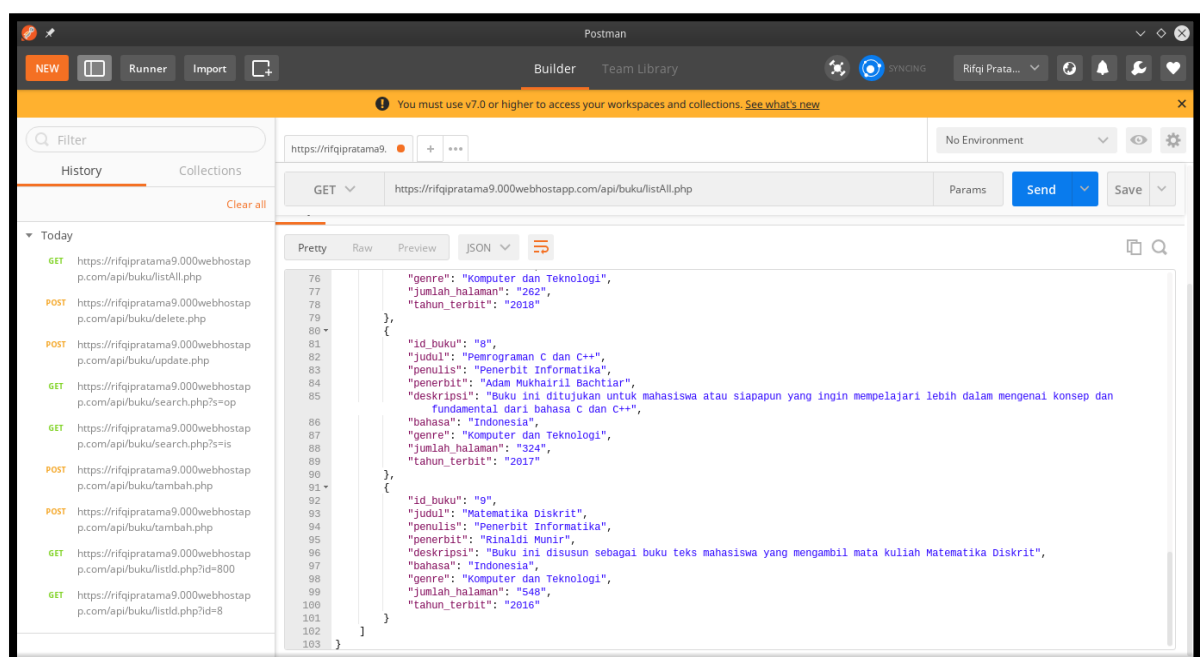 Postman
NEW Runner Import Builder Team Library SYNCING Rifqi Prata...
You must use v7.0 or higher to access your workspaces and collections. See what's new
Filter
History Collections
Clear all
Today
GET https://rifqipratama9.000webhostap
p.com/api/buku/listAll.php
POST https://rifqipratama9.000webhostap
p.com/api/buku/delete.php
POST https://rifqipratama9.000webhostap
p.com/api/buku/update.php
GET https://rifqipratama9.000webhostap
p.com/api/buku/search.php?s=op
GET https://rifqipratama9.000webhostap
p.com/api/buku/search.php?s=is
POST https://rifqipratama9.000webhostap
p.com/api/buku/tambah.php
POST https://rifqipratama9.000webhostap
p.com/api/buku/tambah.php
GET https://rifqipratama9.000webhostap
p.com/api/buku/listId.php?id=800
GET https://rifqipratama9.000webhostap
p.com/api/buku/listId.php?id=8
https://rifqipratama9.
No Environment
GET https://rifqipratama9.000webhostapp.com/api/buku/listAll.php Params Send Save
Pretty Raw Preview JSON
76 "genre": "Komputer dan Teknologi",
77 "jumlah_halaman": "262",
78 "tahun_terbit": "2018"
79 },
80 {
81 "id_buku": "8",
82 "judul": "Pemrograman C dan C++",
83 "penulis": "Penerbit Informatika",
84 "penerbit": "Adam Mukhairil Bachtiar",
85 "deskripsi": "Buku ini ditujukan untuk mahasiswa atau siapapun yang ingin mempelajari lebih dalam mengenai konsep dan
fundamental dari bahasa C dan C++",
86 "bahasa": "Indonesia",
87 "genre": "Komputer dan Teknologi",
88 "jumlah_halaman": "324",
89 "tahun_terbit": "2017"
90 },
91 {
92 "id_buku": "9",
93 "judul": "Matematika Diskrit",
94 "penulis": "Penerbit Informatika",
95 "penerbit": "Rinaldi Munir",
96 "deskripsi": "Buku ini disusun sebagai buku teks mahasiswa yang mengambil mata kuliah Matematika Diskrit",
97 "bahasa": "Indonesia",
98 "genre": "Komputer dan Teknologi",
99 "jumlah_halaman": "548",
100 "tahun_terbit": "2016"
101 }
102 ]
103 }